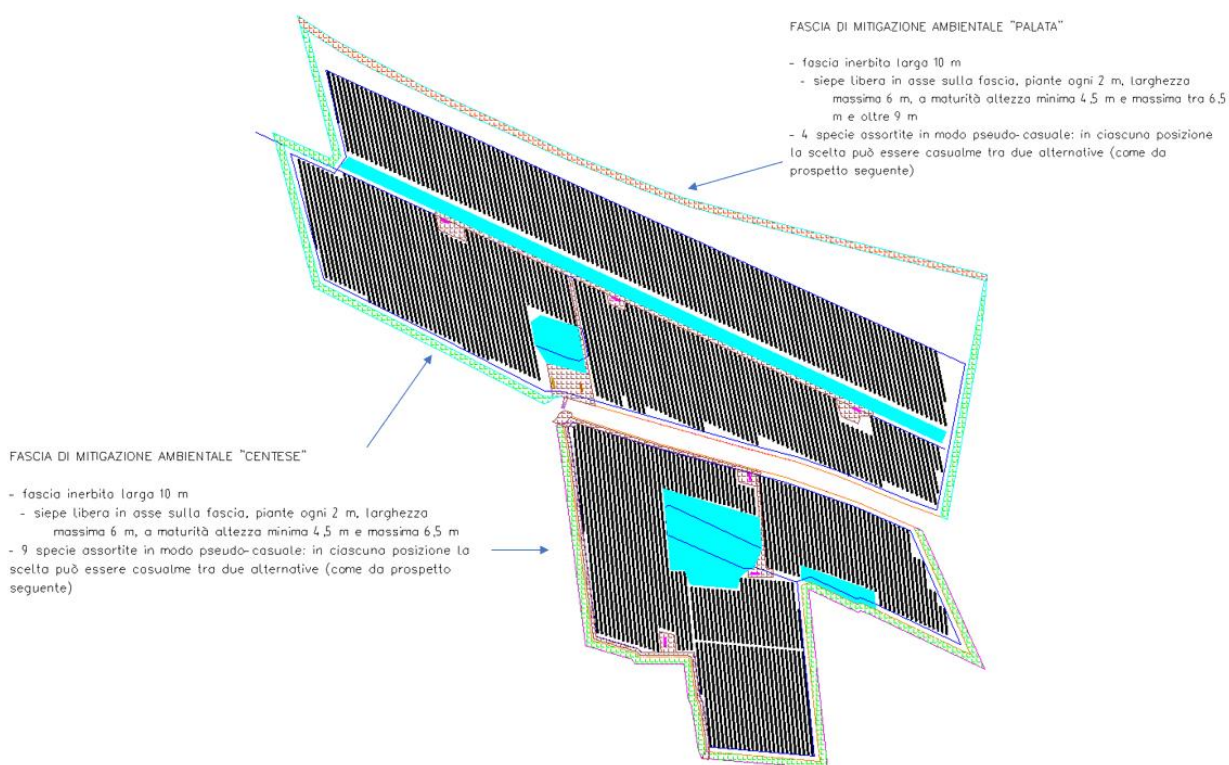 FASCIA DI MITIGAZIONE AMBIENTALE "PALATA"
- fascia inerbita larga 10 m
- siepe libera in asse sulla fascia, piante ogni 2 m, larghezza
massima 6 m, a maturità altezza minima 4,5 m e massima tra 6,5
m e oltre 9 m
- 4 specie assortite in modo pseudo-casuale: in ciascuna posizione
la scelta può essere casualme tra due alternative (come da
prospetto seguente)
FASCIA DI MITIGAZIONE AMBIENTALE "CENTESE"
- fascia inerbita larga 10 m
- siepe libera in asse sulla fascia, piante ogni 2 m, larghezza
massima 6 m, a maturità altezza minima 4,5 m e massima 6,5 m
- 9 specie assortite in modo pseudo-casuale: in ciascuna posizione la
scelta può essere cosualme tra due alternative (come da prospetto
seguente)